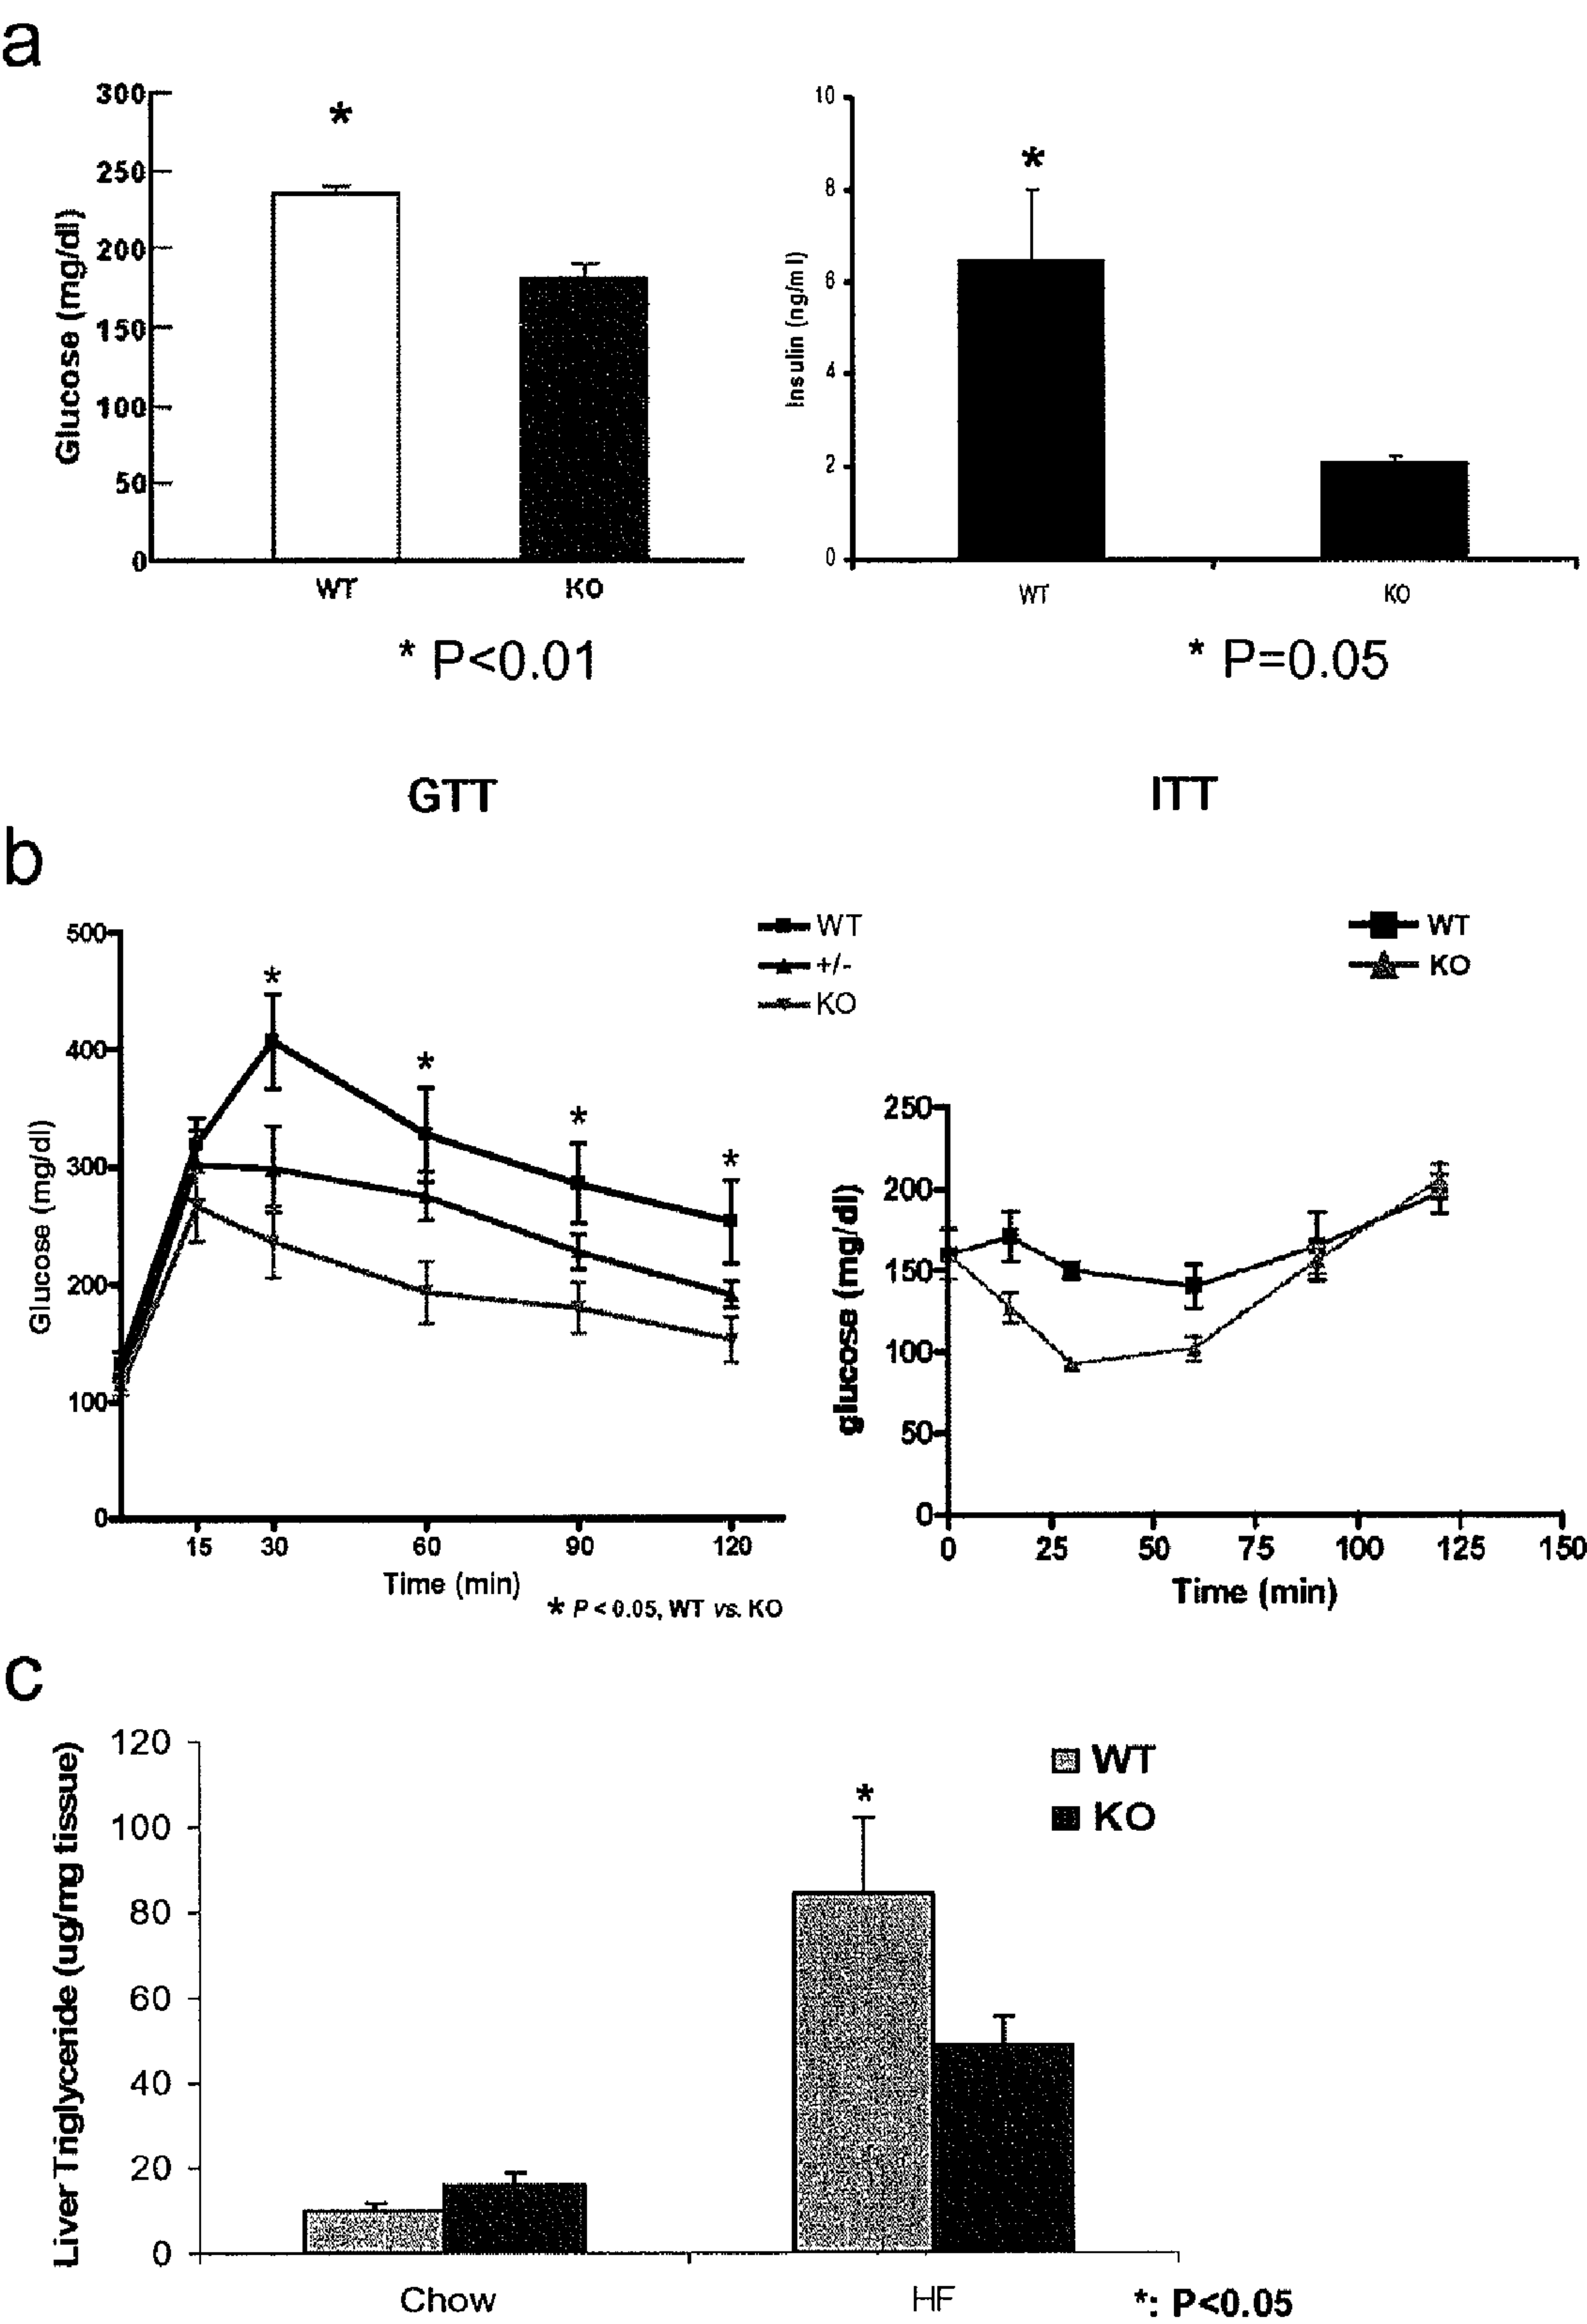 a
300
250
200
150
100
50
0
Glucose (mg/dl)
*
WT KO
* P<0.01
10
8
6
4
2
0
Insulin (ng/ml)
*
WT KO
* P=0.05
b
GTT
500
400
300
200
100
0
Glucose (mg/dl)
* * * *
WT
+/-
KO
15 30 60 90 120
Time (min)
* P < 0.05, WT vs. KO
ITT
WT
KO
250
200
150
100
50
0
glucose (mg/dl)
0 25 50 75 100 125 150
Time (min)
c
120
100
80
60
40
20
0
Liver Triglyceride (ug/mg tissue)
*
WT
KO
Chow HF
*: P<0.05